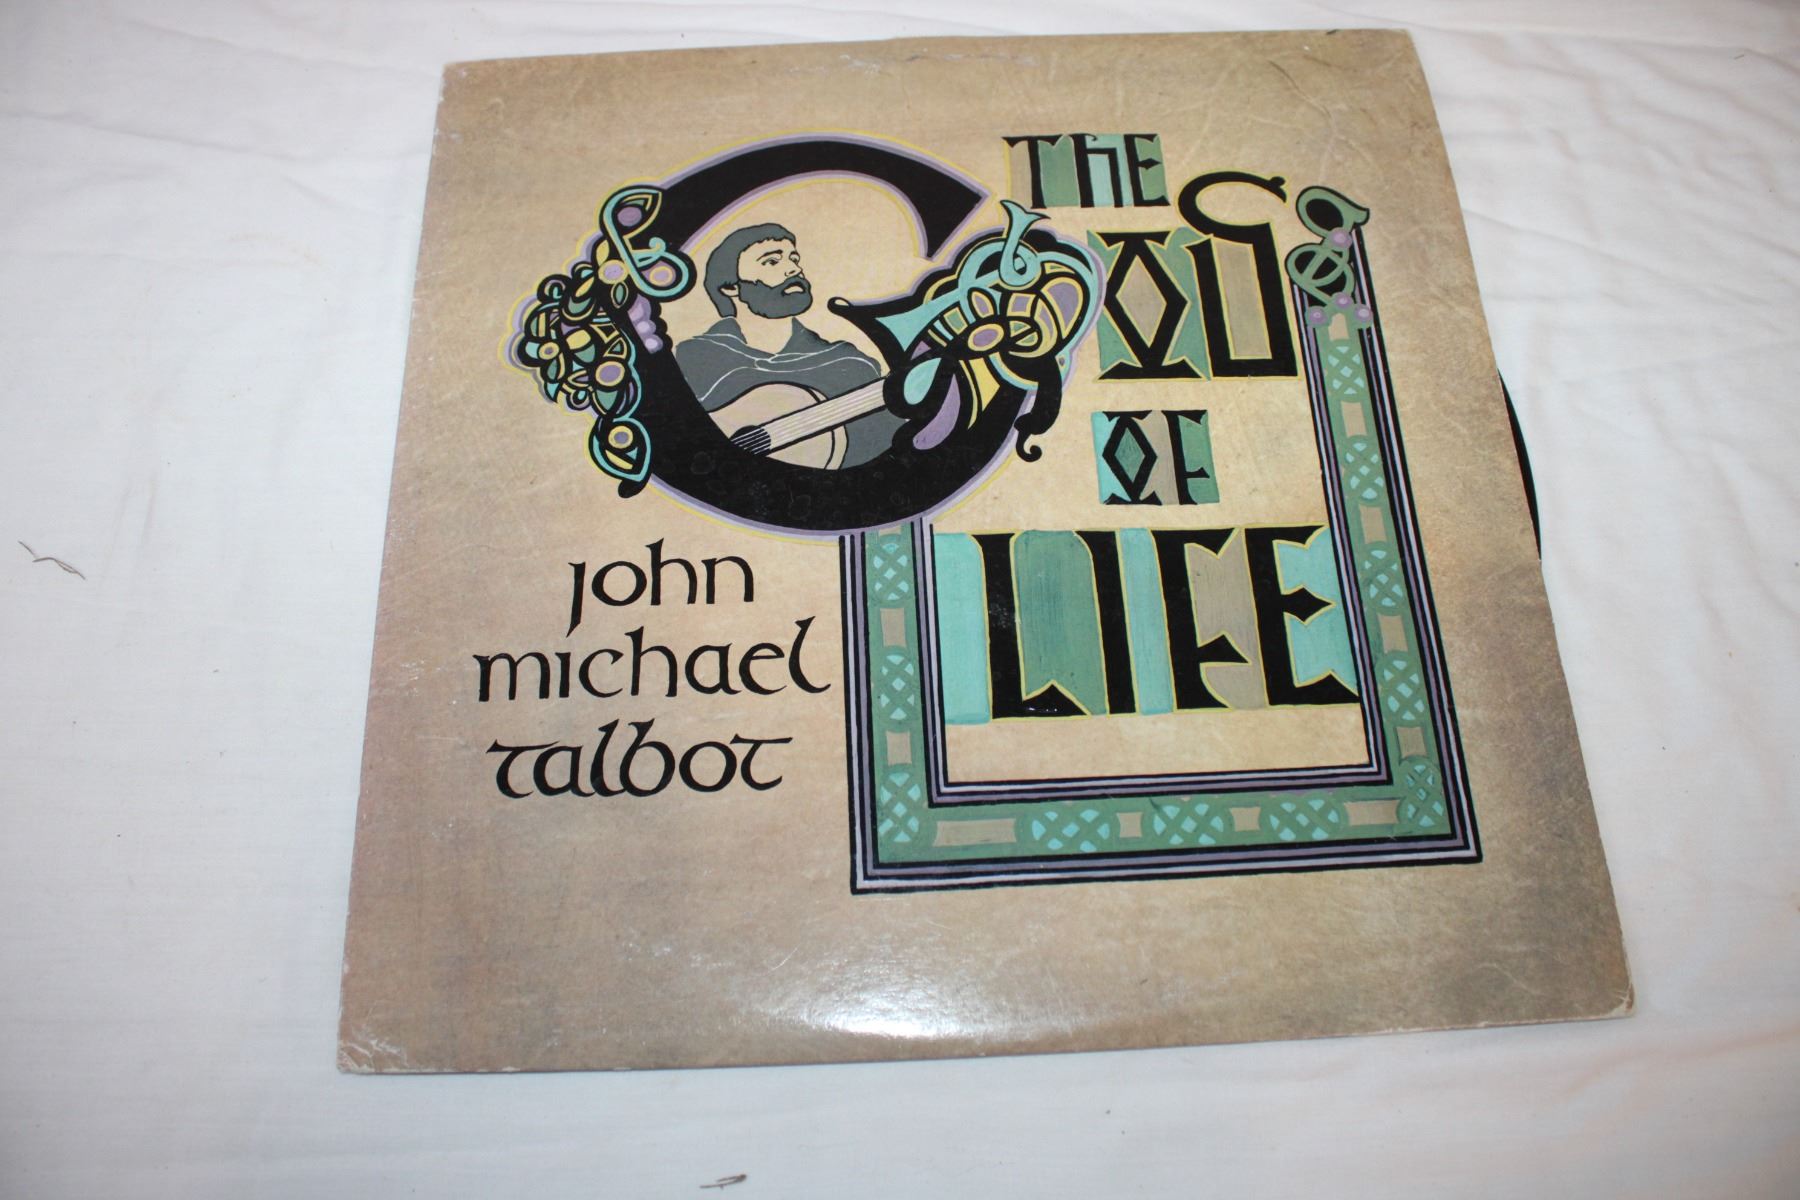 THE
GOD
OF
LIFE
john
michael
talbot